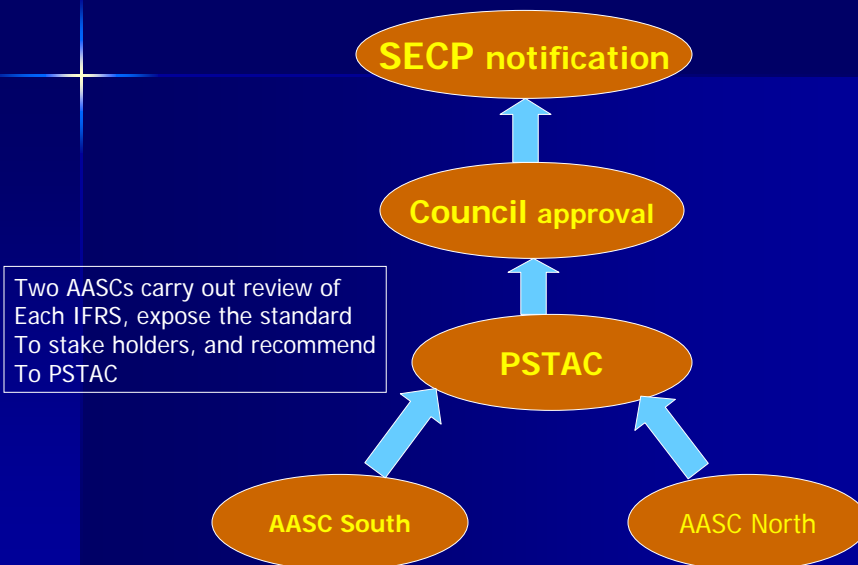 SECP notification
Council approval
Two AASCs carry out review of
Each IFRS, expose the standard
To stake holders, and recommend
To PSTAC
PSTAC
AASC South
AASC North